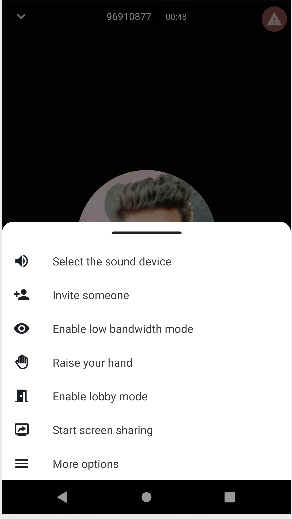 96910877 00:48
Select the sound device
Invite someone
Enable low bandwidth mode
Raise your hand
Enable lobby mode
Start screen sharing
More options